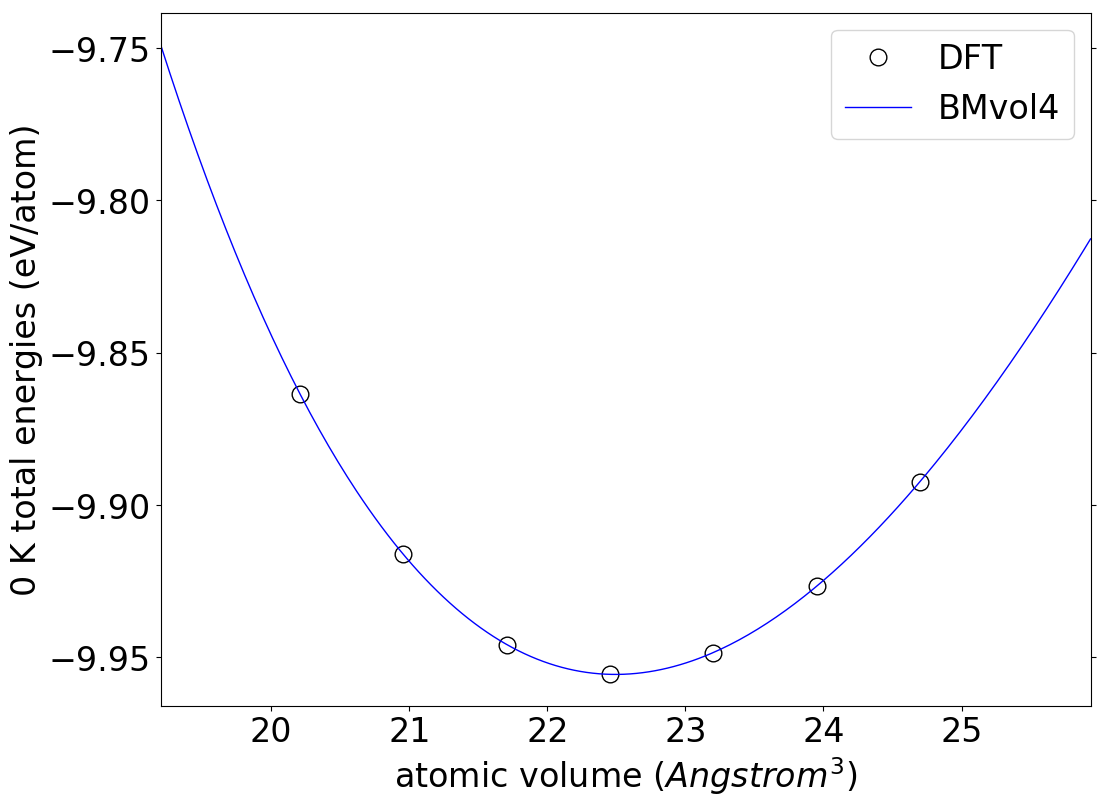 DFT
BMvol4
0 K total energies (eV/atom)
−9.75
−9.80
−9.85
−9.90
−9.95
20 21 22 23 24 25
atomic volume (Angstrom³)